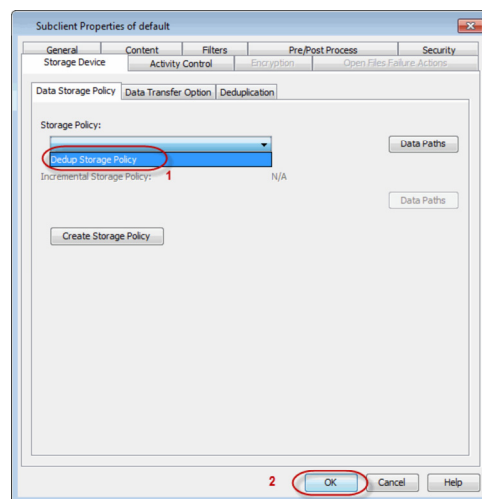 Subclient Properties of default
General Content Filters Pre/Post Process Security
Storage Device Activity Control Encryption Open Files Failure Actions
Data Storage Policy Data Transfer Option Deduplication
Storage Policy:
Data Paths
Dedup Storage Policy
1
Incremental Storage Policy: N/A
Data Paths
Create Storage Policy
2 OK Cancel Help